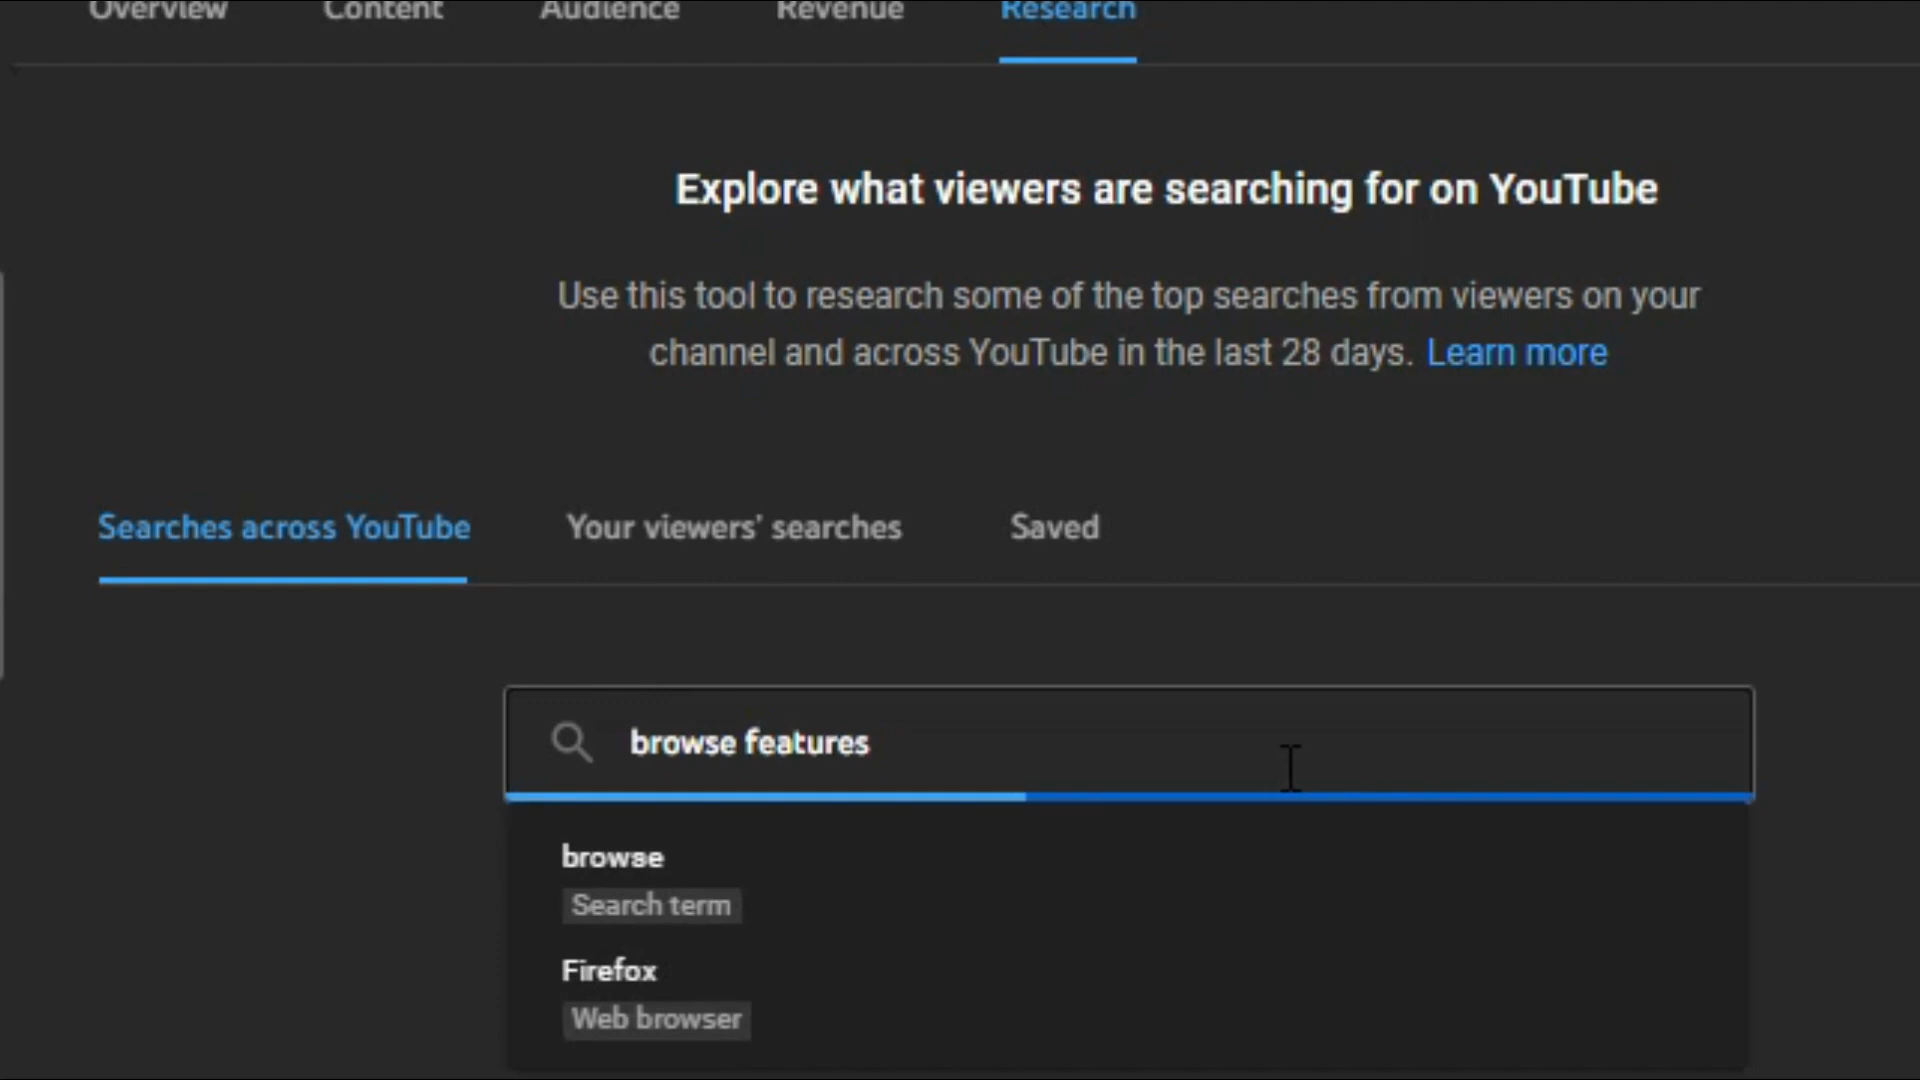 Overview Content Audience Revenue Research
Explore what viewers are searching for on YouTube
Use this tool to research some of the top searches from viewers on your
channel and across YouTube in the last 28 days. Learn more
Searches across YouTube Your viewers' searches Saved
browse features
browse
Search term
Firefox
Web browser